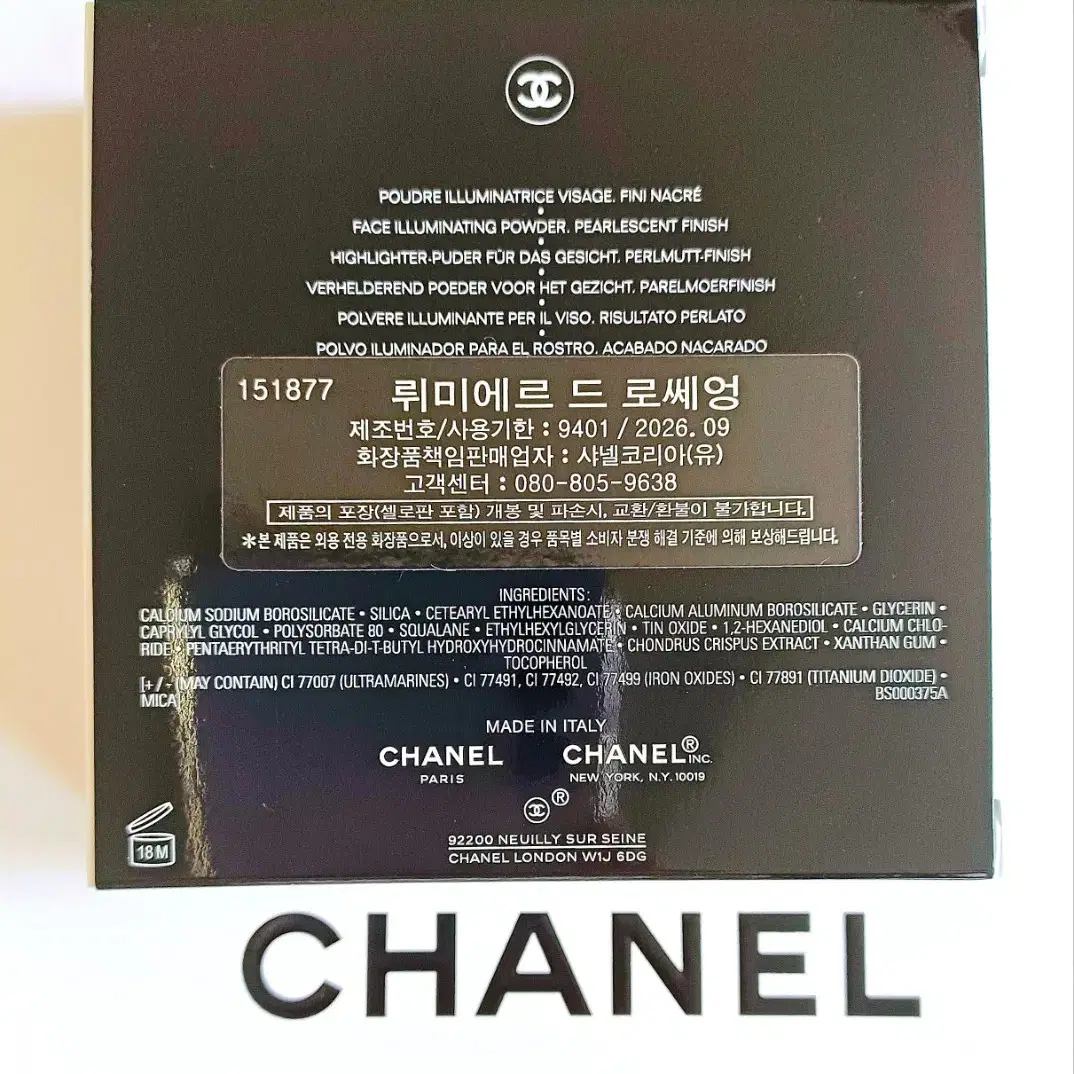 POUDRE ILLUMINATRICE VISAGE. FINI NACRÉ
FACE ILLUMINATING POWDER. PEARLESCENT FINISH
HIGHLIGHTER-PUDER FÜR DAS GESICHT. PERLMUTT-FINISH
VERHELDEREND POEDER VOOR HET GEZICHT. PARELMOERFINISH
POLVERE ILLUMINANTE PER IL VISO. RISULTATO PERLATO
POLVO ILUMINADOR PARA EL ROSTRO. ACABADO NACARADO
151877 뤼미에르 드 로쎄엉
제조번호/사용기한 : 9401 / 2026. 09
화장품책임판매업자 : 샤넬코리아(유)
고객센터 : 080-805-9638
제품의 포장(셀로판 포함) 개봉 및 파손시, 교환/환불이 불가합니다.
*본 제품은 외용 전용 화장품으로서, 이상이 있을 경우 품목별 소비자 분쟁 해결 기준에 의해 보상해드립니다.
INGREDIENTS:
CALCIUM SODIUM BOROSILICATE • SILICA • CETEARYL ETHYLHEXANOATE • CALCIUM ALUMINUM BOROSILICATE • GLYCERIN •
CAPRYLYL GLYCOL • POLYSORBATE 80 • SQUALANE • ETHYLHEXYLGLYCERIN • TIN OXIDE • 1,2-HEXANEDIOL • CALCIUM CHLO-
RIDE • PENTAERYTHRITYL TETRA-DI-T-BUTYL HYDROXYHYDROCINNAMATE • CHONDRUS CRISPUS EXTRACT • XANTHAN GUM •
TOCOPHEROL
[+ / - (MAY CONTAIN) CI 77007 (ULTRAMARINES) • CI 77491, CI 77492, CI 77499 (IRON OXIDES) • CI 77891 (TITANIUM DIOXIDE) •
MICA] BS000375A
MADE IN ITALY
CHANEL CHANEL® INC.
PARIS NEW YORK, N.Y. 10019
®
92200 NEUILLY SUR SEINE
CHANEL LONDON W1J 6DG
18M
CHANEL